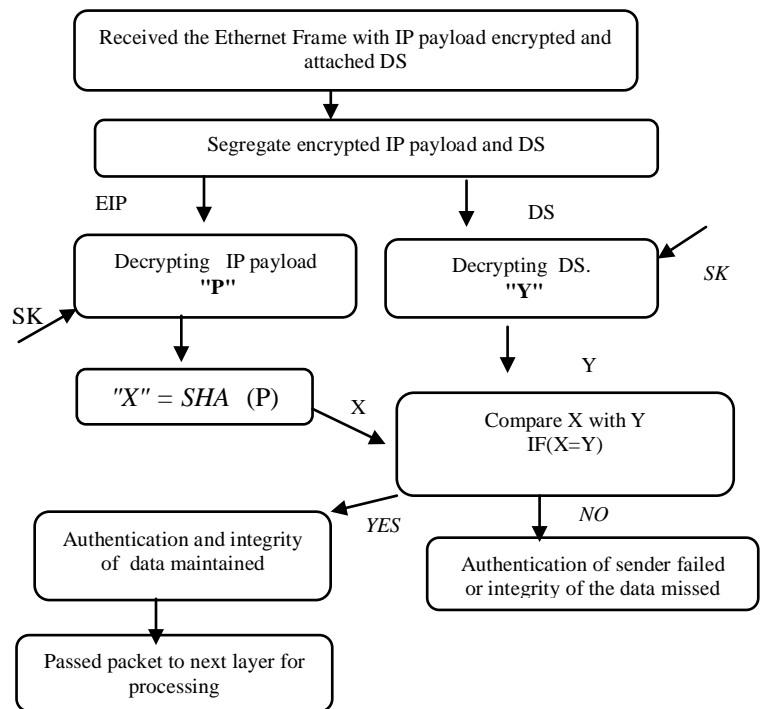 Received the Ethernet Frame with IP payload encrypted and
attached DS
Segregate encrypted IP payload and DS
EIP
DS
Decrypting IP payload
"P"
Decrypting DS.
"Y"
SK
SK
Y
"X" = SHA (P)
X
Compare X with Y
IF(X=Y)
YES
NO
Authentication and integrity
of data maintained
Authentication of sender failed
or integrity of the data missed
Passed packet to next layer for
processing